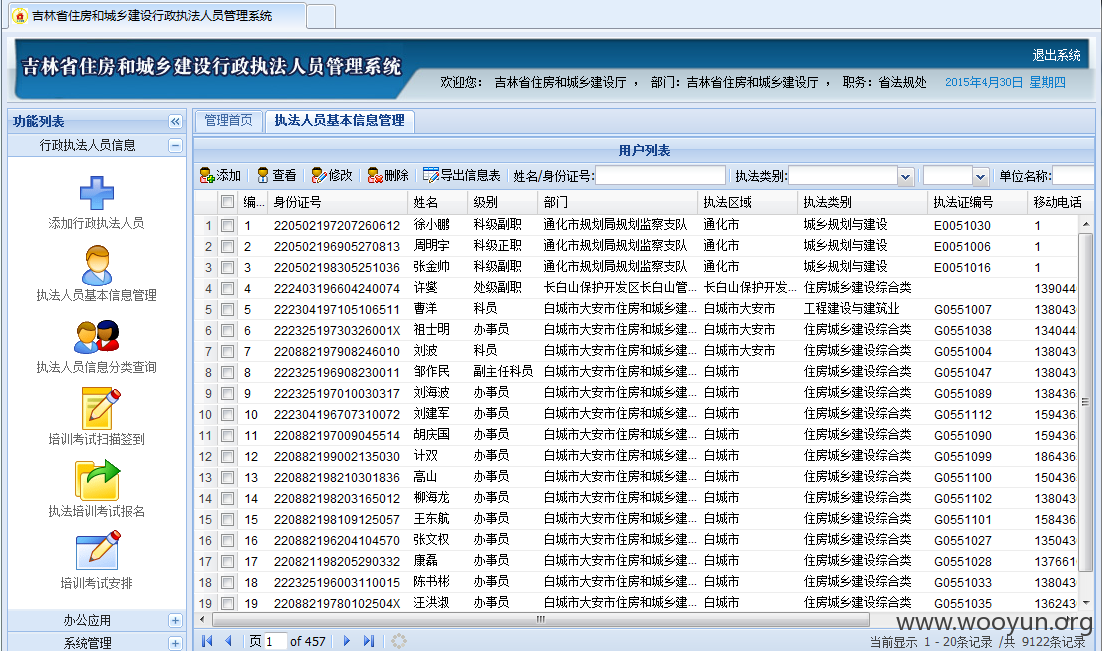 吉林省住房和城乡建设行政执法人员管理系统
吉林省住房和城乡建设行政执法人员管理系统
退出系统
欢迎您: 吉林省住房和城乡建设厅 , 部门: 吉林省住房和城乡建设厅 , 职务: 省法规处 2015年4月30日 星期四
功能列表
行政执法人员信息
添加行政执法人员
执法人员基本信息管理
执法人员信息分类查询
培训考试扫描签到
执法培训考试报名
培训考试安排
办公应用
系统管理
管理首页 执法人员基本信息管理
用户列表
添加 查看 修改 删除 导出信息表 姓名/身份证号: 执法类别: 单位名称:
编... 身份证号 姓名 级别 部门 执法区域 执法类别 执法证编号 移动电话
1 1 220502197207260612 徐小鹏 科级副职 通化市规划局规划监察支队 通化市 城乡规划与建设 E0051030 1
2 2 220502196905270813 周明宇 科级正职 通化市规划局规划监察支队 通化市 城乡规划与建设 E0051006 1
3 3 220502198305251036 张金帅 科级副职 通化市规划局规划监察支队 通化市 城乡规划与建设 E0051016 1
4 4 222403196604240074 许燮 处级副职 长白山保护开发区长白山管... 长白山保护开发... 住房城乡建设综合类 139044
5 5 222304197105106511 曹洋 科员 白城市大安市住房和城乡建... 白城市大安市 工程建设与建筑业 G0551007 138043
6 6 22232519730326001X 祖士明 办事员 白城市大安市住房和城乡建... 白城市 住房城乡建设综合类 G0551038 134044
7 7 220882197908246010 刘波 科员 白城市大安市住房和城乡建... 白城市大安市 住房城乡建设综合类 G0551004 138043
8 8 222325196908230011 邹作民 副主任科员 白城市大安市住房和城乡建... 白城市 住房城乡建设综合类 G0551047 138043
9 9 222325197010030317 刘海波 办事员 白城市大安市住房和城乡建... 白城市 住房城乡建设综合类 G0551089 138436
10 10 222304196707310072 刘建军 办事员 白城市大安市住房和城乡建... 白城市 住房城乡建设综合类 G0551112 159436
11 11 220882197009045514 胡庆国 办事员 白城市大安市住房和城乡建... 白城市 住房城乡建设综合类 G0551090 159436
12 12 220882199002135030 计双 办事员 白城市大安市住房和城乡建... 白城市 住房城乡建设综合类 G0551099 186436
13 13 220882198210301836 高山 办事员 白城市大安市住房和城乡建... 白城市 住房城乡建设综合类 G0551100 150436
14 14 220882198203165012 柳海龙 办事员 白城市大安市住房和城乡建... 白城市 住房城乡建设综合类 G0551102 138043
15 15 220882198109125057 王东航 办事员 白城市大安市住房和城乡建... 白城市 住房城乡建设综合类 G0551101 158436
16 16 220882196204104570 张文权 办事员 白城市大安市住房和城乡建... 白城市 住房城乡建设综合类 G0551027 135043
17 17 220821198205290332 康磊 办事员 白城市大安市住房和城乡建... 白城市 住房城乡建设综合类 G0551028 137661
18 18 222325196003110015 陈书彬 办事员 白城市大安市住房和城乡建... 白城市 住房城乡建设综合类 G0551033 138043
19 19 22088219780102504X 汪洪淑 办事员 白城市大安市住房和城乡建... 白城市 住房城乡建设综合类 G0551035 136243
页 1 of 457 当前显示 1 - 20条记录 /共 9122条记录
www.wooyun.org